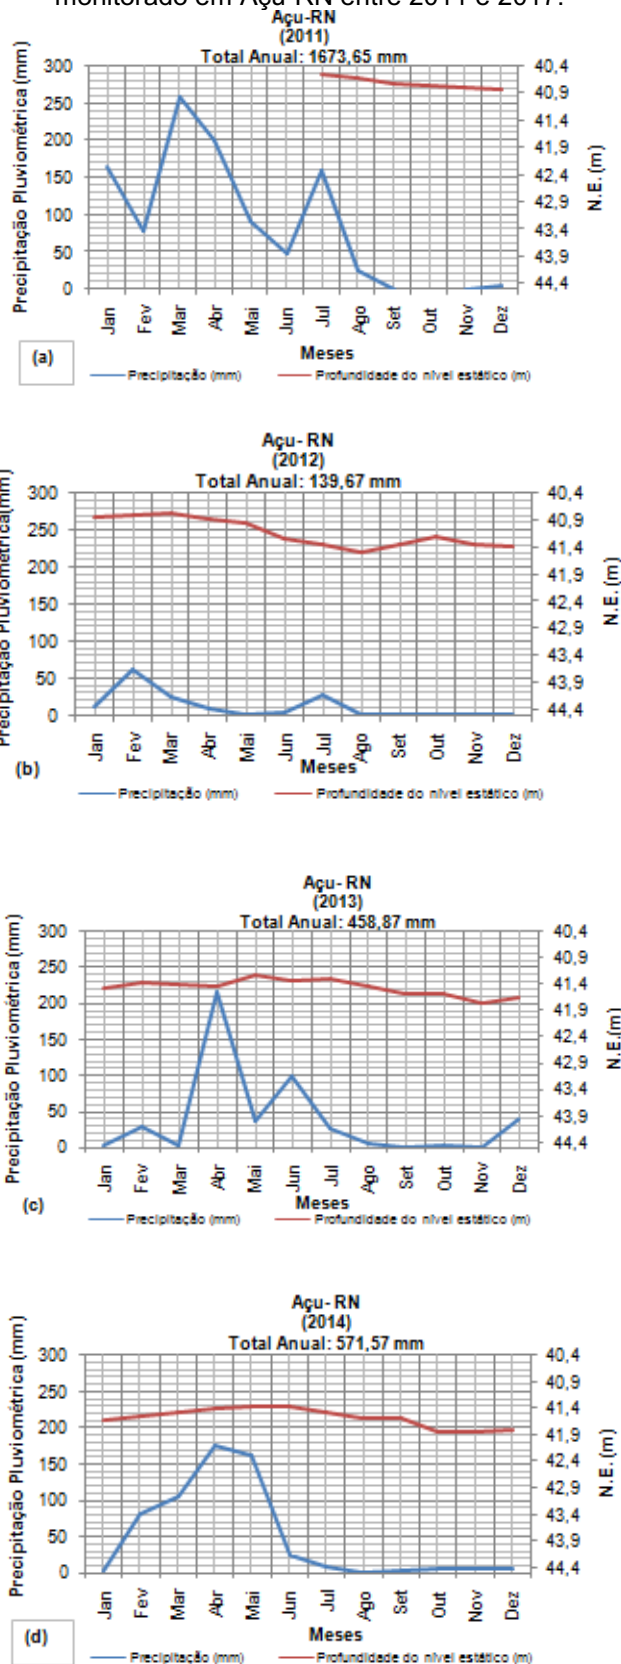 monitorado em Açu-RN entre 2011 e 2017.
Açu-RN
(2011)
Total Anual: 1673,65 mm
Precipitação Pluviométrica (mm)
300
250
200
150
100
50
0
40,4
40,9
41,4
41,9
42,4
42,9
43,4
43,9
44,4
N.E. (m)
Jan Fev Mar Abr Mai Jun Jul Ago Set Out Nov Dez
Meses
(a)
Precipitação (mm) Profundidade do nível estático (m)
Açu- RN
(2012)
Total Anual: 139,67 mm
Precipitação Pluviométrica(mm)
300
250
200
150
100
50
0
40,4
40,9
41,4
41,9
42,4
42,9
43,4
43,9
44,4
N.E. (m)
Jan Fev Mar Abr Mai Jun Jul Ago Set Out Nov Dez
Meses
(b)
Precipitação (mm) Profundidade do nível estático (m)
Açu- RN
(2013)
Total Anual: 458,87 mm
Precipitação Pluviométrica (mm)
300
250
200
150
100
50
0
40,4
40,9
41,4
41,9
42,4
42,9
43,4
43,9
44,4
N.E.(m)
Jan Fev Mar Abr Mai Jun Jul Ago Set Out Nov Dez
Meses
(c)
Precipitação (mm) Profundidade do nível estático (m)
Açu- RN
(2014)
Total Anual: 571,57 mm
Precipitação Pluviométrica (mm)
300
250
200
150
100
50
0
40,4
40,9
41,4
41,9
42,4
42,9
43,4
43,9
44,4
N.E. (m)
Jan Fev Mar Abr Mai Jun Jul Ago Set Out Nov Dez
Meses
(d)
Precipitação (mm) Profundidade do nível estático (m)